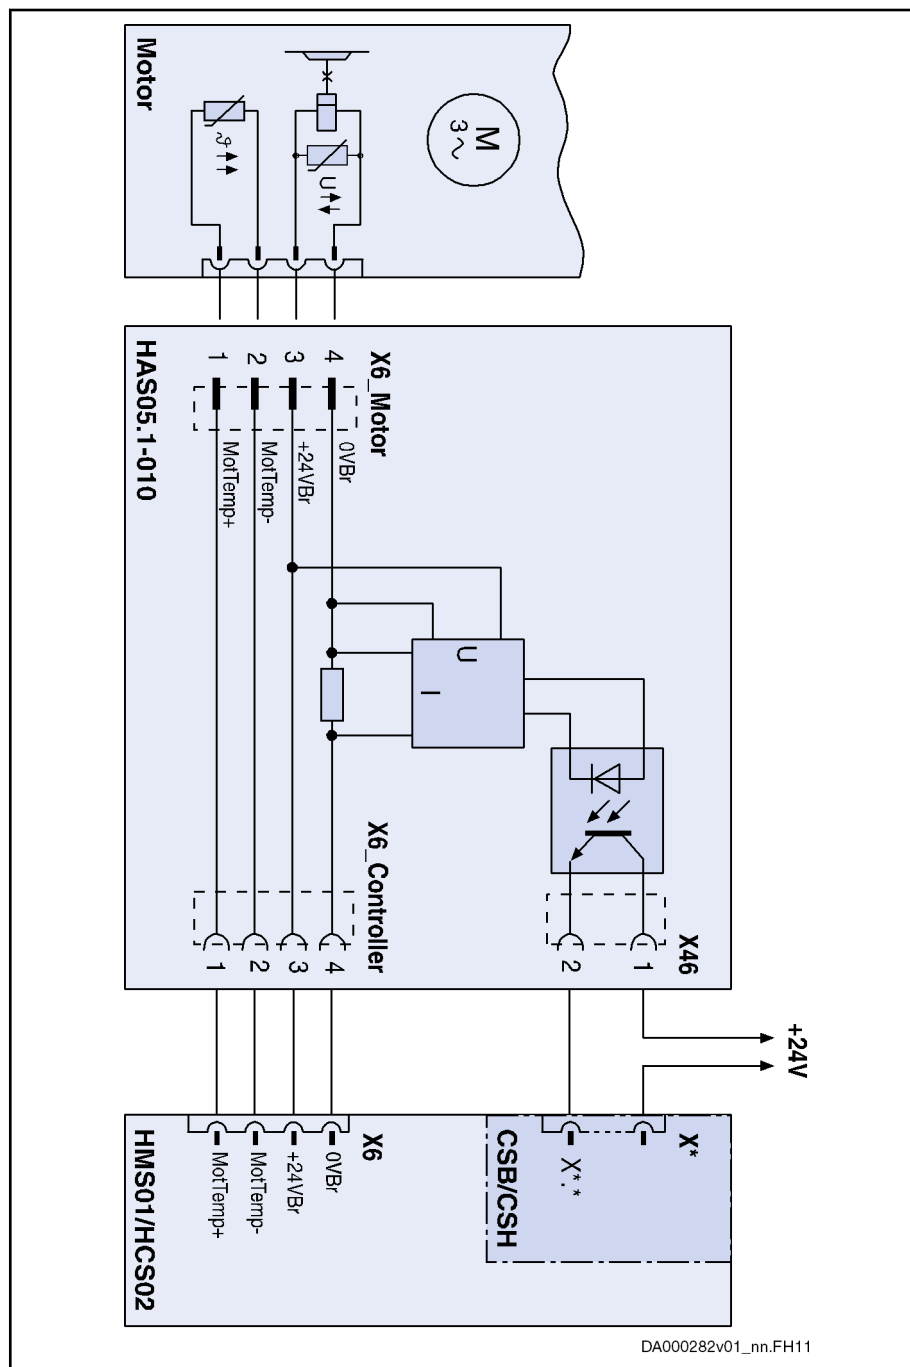 Motor
M
3 ~
ϑ
U
HAS05.1-010
X6_Motor
1
2
3
4
MotTemp+
MotTemp-
+24VBr
0VBr
U
I
X6_Controller
1
2
3
4
X46
2
1
+24V
HMS01/HCS02
X6
MotTemp+
MotTemp-
+24VBr
0VBr
CSB/CSH
X*
X*.*
DA000282v01_nn.FH11